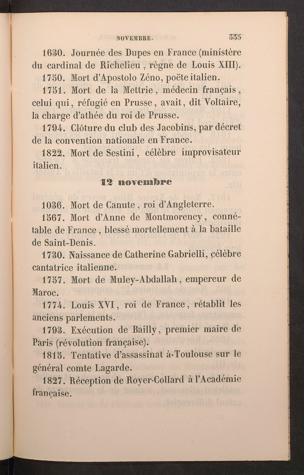 NOVEMBRE. 335
1630. Journée des Dupes en France (ministère
du cardinal de Richelieu, règne de Louis XIII).
1750. Mort d'Apostolo Zéno, poëte italien.
1751. Mort de la Mettrie, médecin français,
celui qui, réfugié en Prusse, avait, dit Voltaire,
la charge d'athée du roi de Prusse.
1794. Clôture du club des Jacobins, par décret
de la convention nationale en France.
1822. Mort de Sestini, célèbre improvisateur
italien.
12 novembre
1036. Mort de Canute, roi d'Angleterre.
1567. Mort d'Anne de Montmorency, conné-
table de France, blessé mortellement à la bataille
de Saint-Denis.
1730. Naissance de Catherine Gabrielli, célèbre
cantatrice italienne.
1757. Mort de Muley-Abdallah, empereur de
Maroc.
1774. Louis XVI, roi de France, rétablit les
anciens parlements.
1793. Exécution de Bailly, premier maire de
Paris (révolution française).
1815. Tentative d'assassinat à Toulouse sur le
général comte Lagarde.
1827. Réception de Royer-Collard à l'Académie
française.